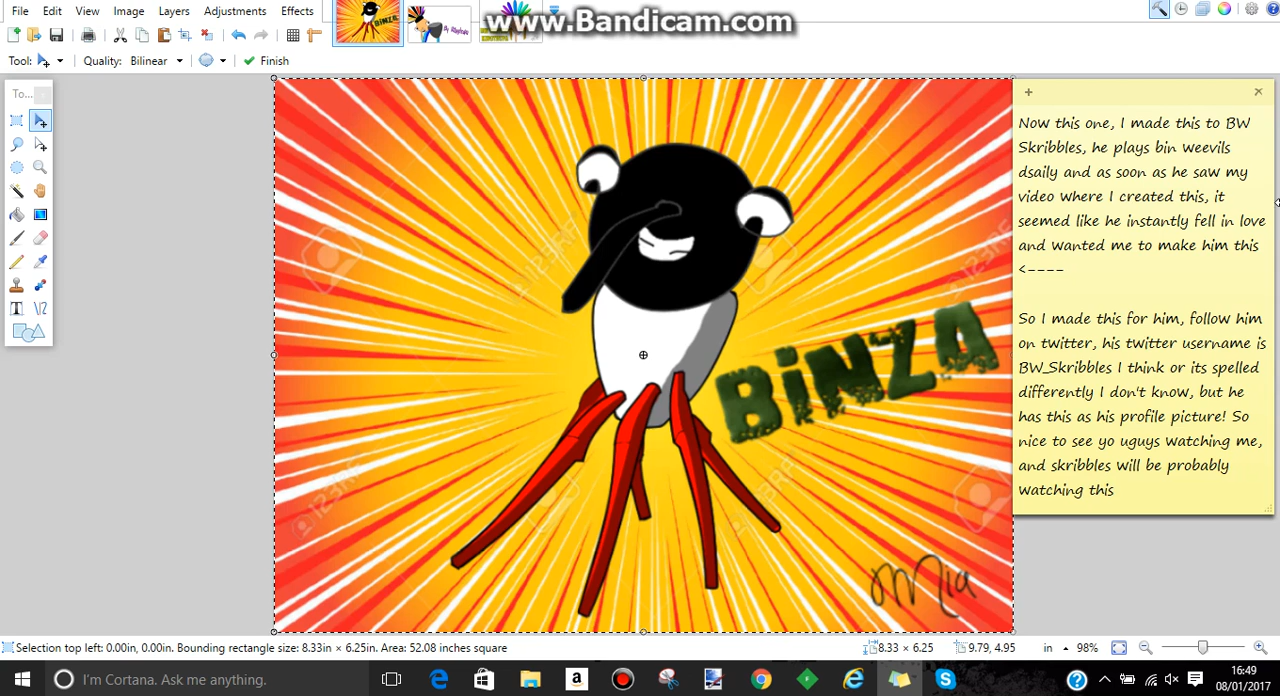 File Edit View Image Layers Adjustments Effects
www.Bandicam.com
Tool: Quality: Bilinear Finish
To...
+
Now this one, I made this to BW
Skribbles, he plays bin weevils
dsaily and as soon as he saw my
video where I created this, it
seemed like he instantly fell in love
and wanted me to make him this
<----
So I made this for him, follow him
on twitter, his twitter username is
BW_Skribbles I think or its spelled
differently I don't know, but he
has this as his profile picture! So
nice to see yo uguys watching me,
and skribbles will be probably
watching this
BiNZA
123RF
Mia
Selection top left: 0.00in, 0.00in. Bounding rectangle size: 8.33in × 6.25in. Area: 52.08 inches square
8.33 × 6.25
9.79, 4.95
in
98%
I'm Cortana. Ask me anything.
16:49
08/01/2017